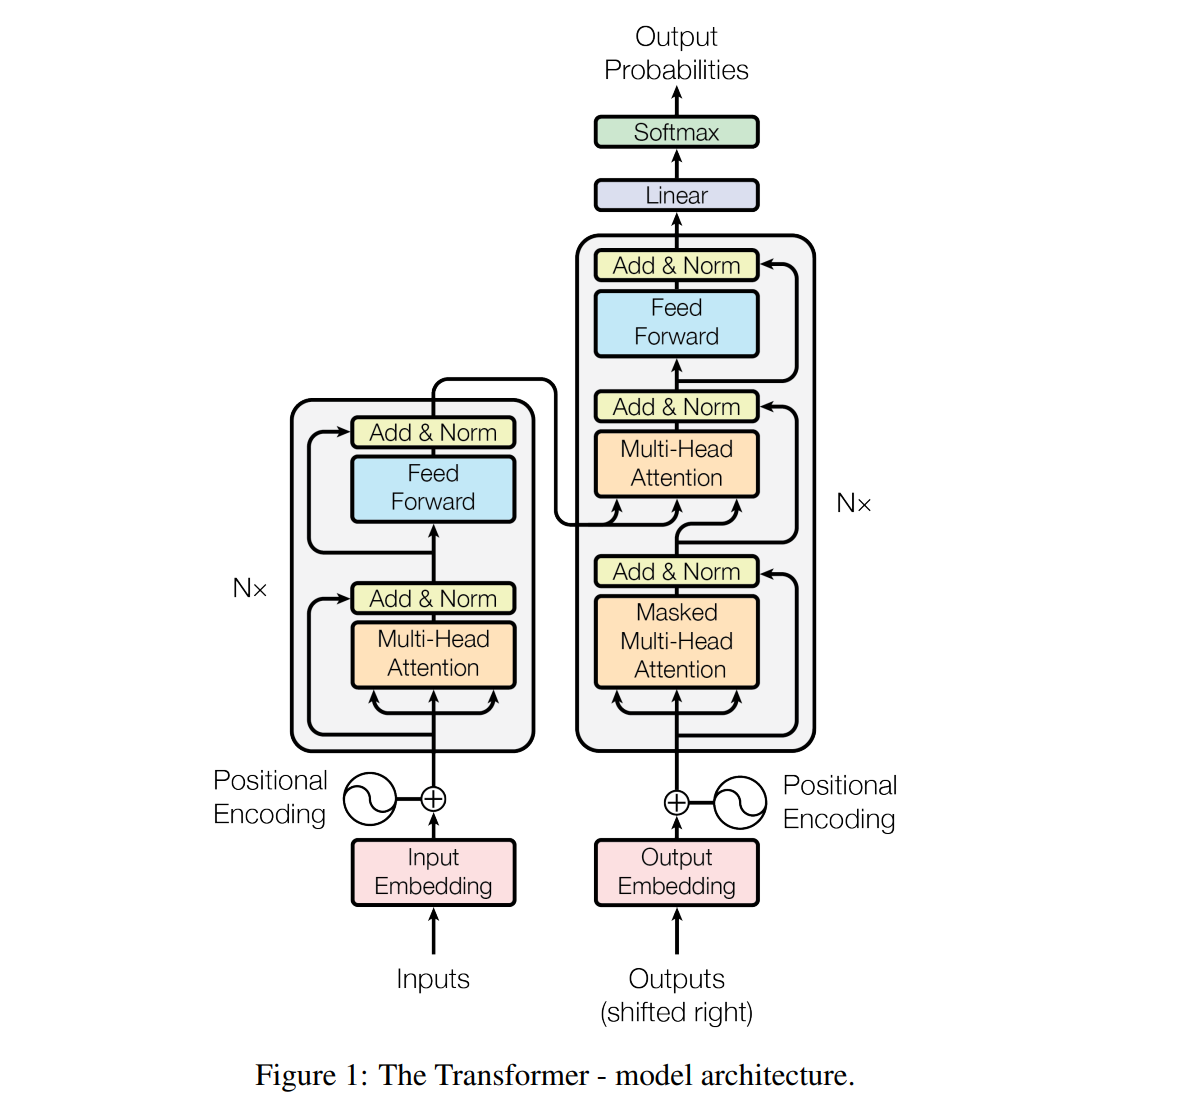 Output
Probabilities
Softmax
Linear
Add & Norm
Feed
Forward
Add & Norm
Multi-Head
Attention
Nx
Add & Norm
Masked
Multi-Head
Attention
Add & Norm
Feed
Forward
Nx
Add & Norm
Multi-Head
Attention
Positional
Encoding
Positional
Encoding
Input
Embedding
Output
Embedding
Inputs
Outputs
(shifted right)
Figure 1: The Transformer - model architecture.